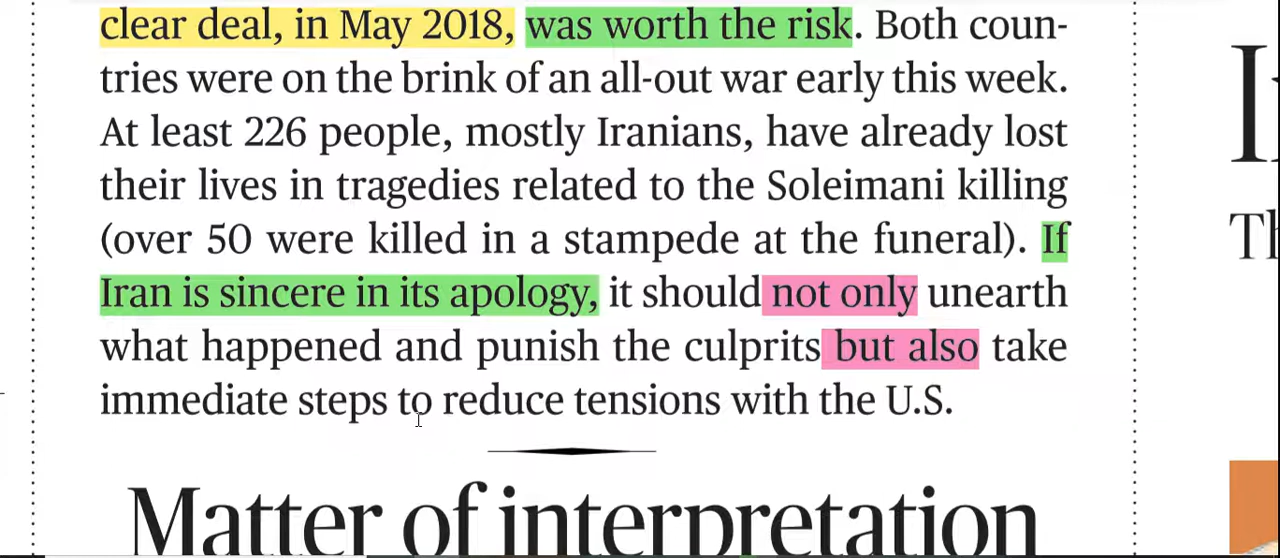 clear deal, in May 2018, was worth the risk. Both coun-
tries were on the brink of an all-out war early this week.
At least 226 people, mostly Iranians, have already lost
their lives in tragedies related to the Soleimani killing
(over 50 were killed in a stampede at the funeral). If
Iran is sincere in its apology, it should not only unearth
what happened and punish the culprits but also take
immediate steps to reduce tensions with the U.S.
Matter of interpretation